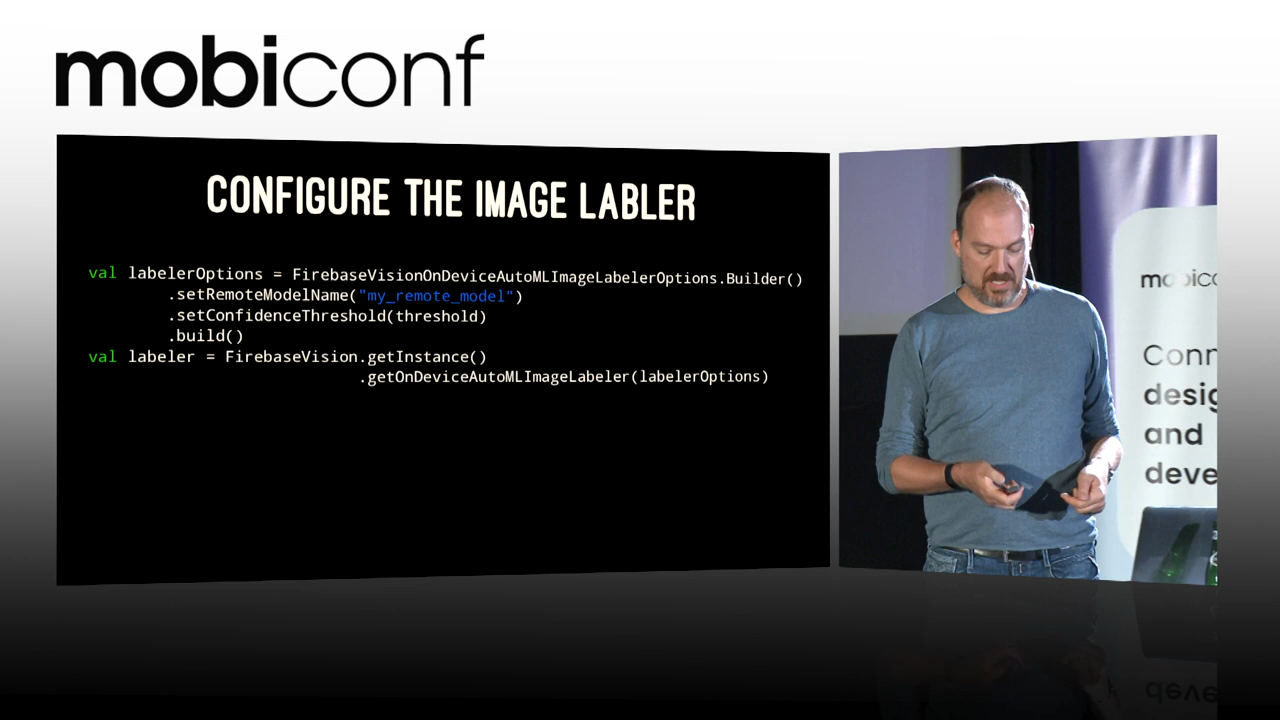 mobiconf
CONFIGURE THE IMAGE LABLER
val labelerOptions = FirebaseVisionOnDeviceAutoMLImageLabelerOptions.Builder()
.setRemoteModelName("my_remote_model")
.setConfidenceThreshold(threshold)
.build()
val labeler = FirebaseVision.getInstance()
.getOnDeviceAutoMLImageLabeler(labelerOptions)
mobico
Conn
desig
and
deve